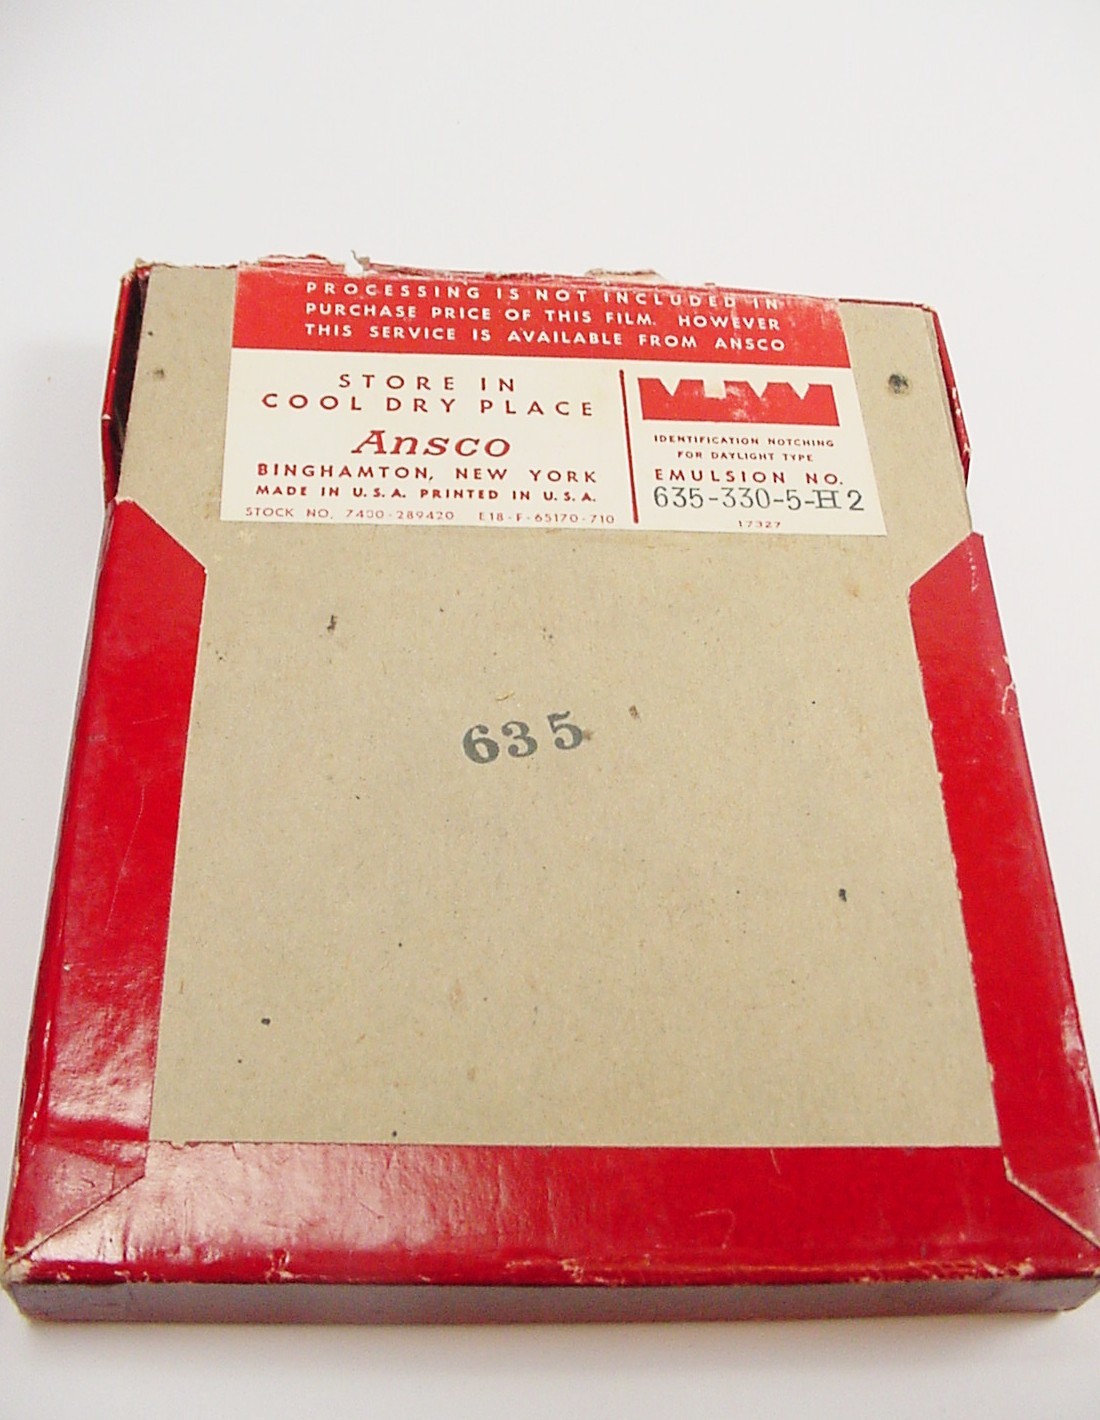 PROCESSING IS NOT INCLUDED IN
PURCHASE PRICE OF THIS FILM. HOWEVER
THIS SERVICE IS AVAILABLE FROM ANSCO
STORE IN
COOL DRY PLACE
Ansco
BINGHAMTON, NEW YORK
MADE IN U.S.A. PRINTED IN U.S.A.
STOCK NO. 7400-289420 E18-F-65170-710
IDENTIFICATION NOTCHING
FOR DAYLIGHT TYPE
EMULSION NO.
635-330-5-H2
17327
635